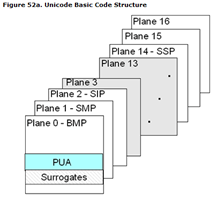 Figure 52a. Unicode Basic Code Structure
Plane 16
Plane 15
Plane 14 - SSP
Plane 13
Plane 3
Plane 2 - SIP
Plane 1 - SMP
Plane 0 - BMP
PUA
Surrogates